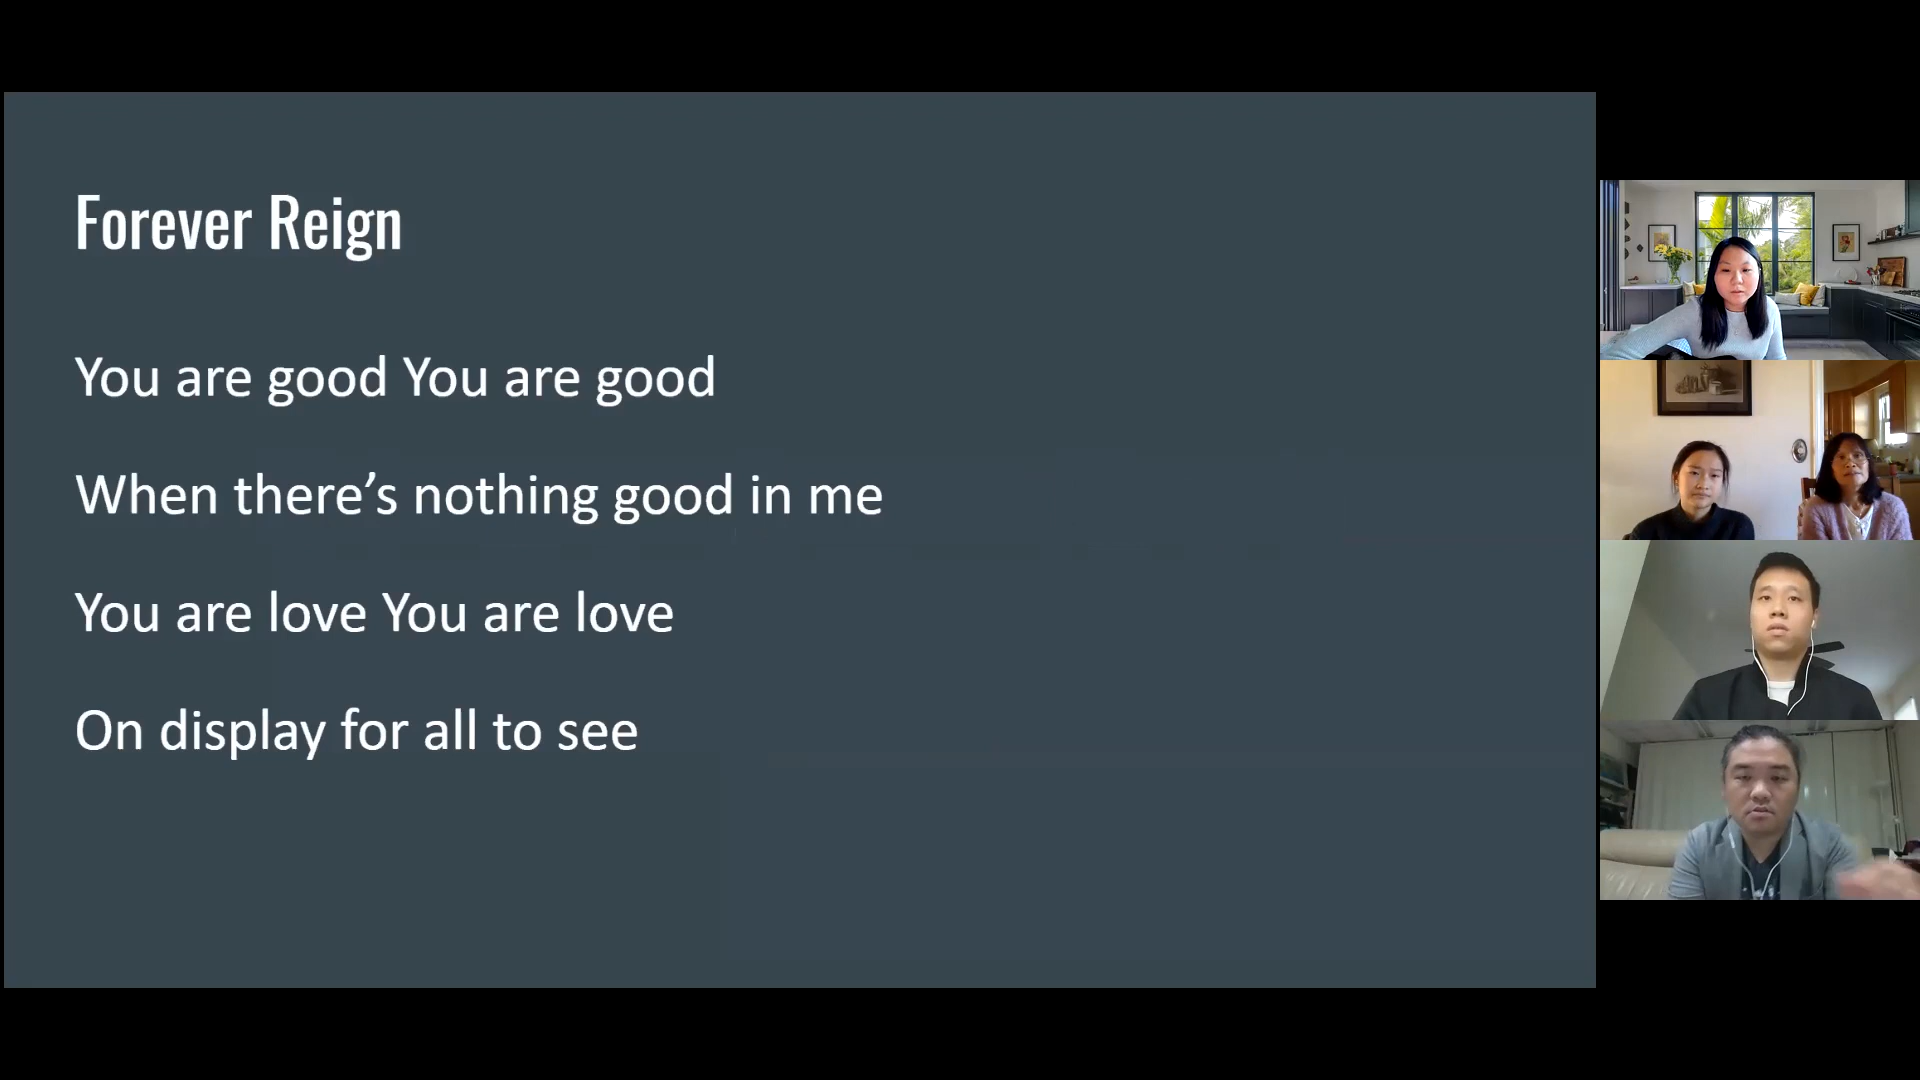 Forever Reign
You are good You are good
When there’s nothing good in me
You are love You are love
On display for all to see